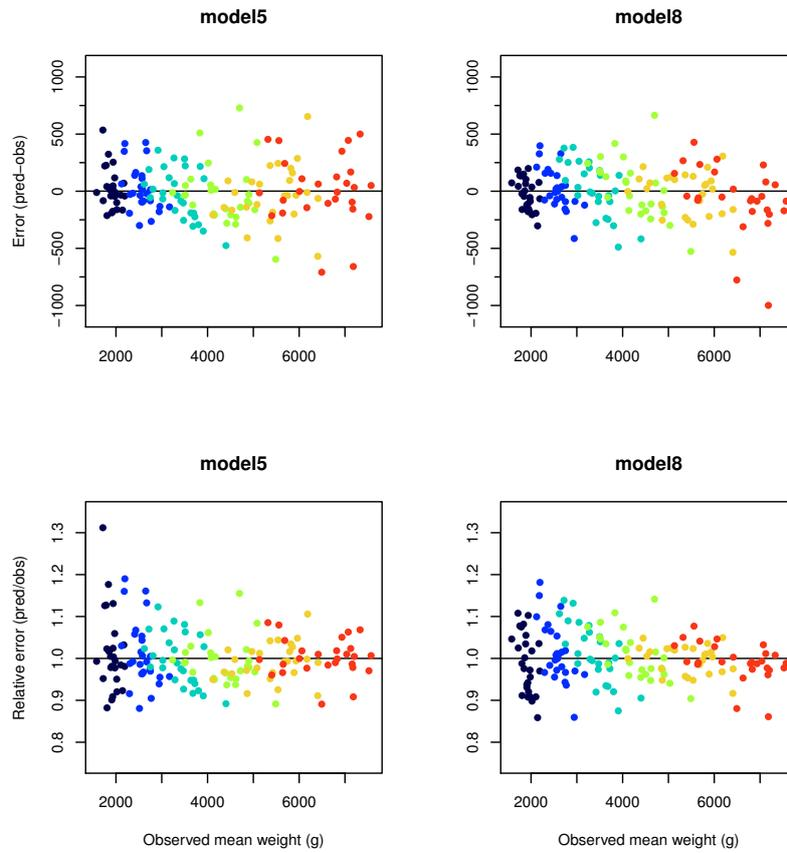 model5
model8
Error (pred−obs)
1000
500
0
−500
−1000
1000
500
0
−500
−1000
2000 4000 6000
2000 4000 6000
model5
model8
Relative error (pred/obs)
1.3
1.2
1.1
1.0
0.9
0.8
1.3
1.2
1.1
1.0
0.9
0.8
2000 4000 6000
2000 4000 6000
Observed mean weight (g)
Observed mean weight (g)